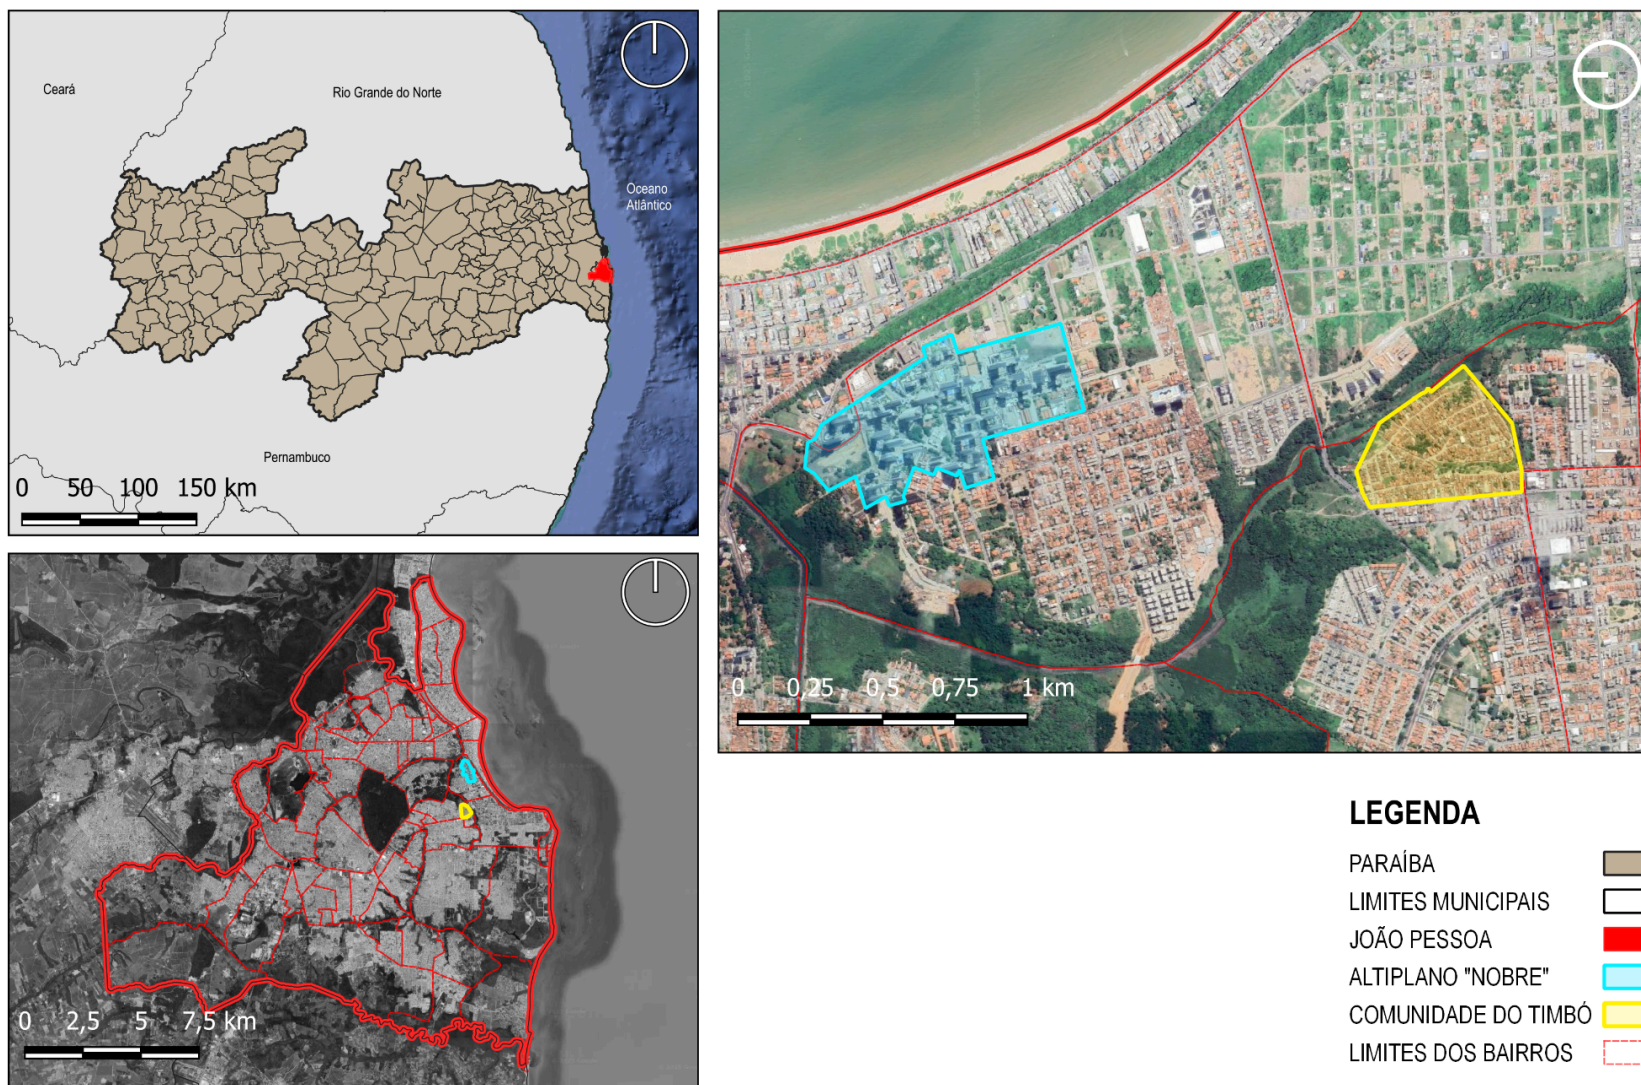 Ceará
Rio Grande do Norte
Oceano
Atlântico
Pernambuco
0 50 100 150 km
0 2,5 5 7,5 km
0 0,25 0,5 0,75 1 km
LEGENDA
PARAÍBA
LIMITES MUNICIPAIS
JOÃO PESSOA
ALTIPLANO "NOBRE"
COMUNIDADE DO TIMBÓ
LIMITES DOS BAIRROS